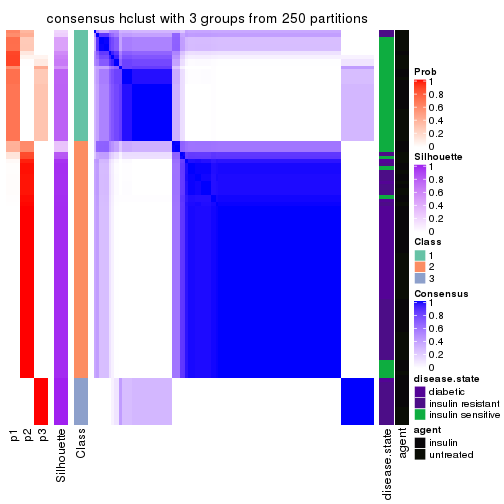 consensus hclust with 3 groups from 250 partitions
Prob
1
0.8
0.6
0.4
0.2
0
Silhouette
1
0.8
0.6
0.4
0.2
0
Class
1
2
3
Consensus
1
0.8
0.6
0.4
0.2
0
disease.state
diabetic
insulin resistant
insulin sensitive
agent
insulin
untreated
p1
p2
p3
Silhouette
Class
disease.state
agent